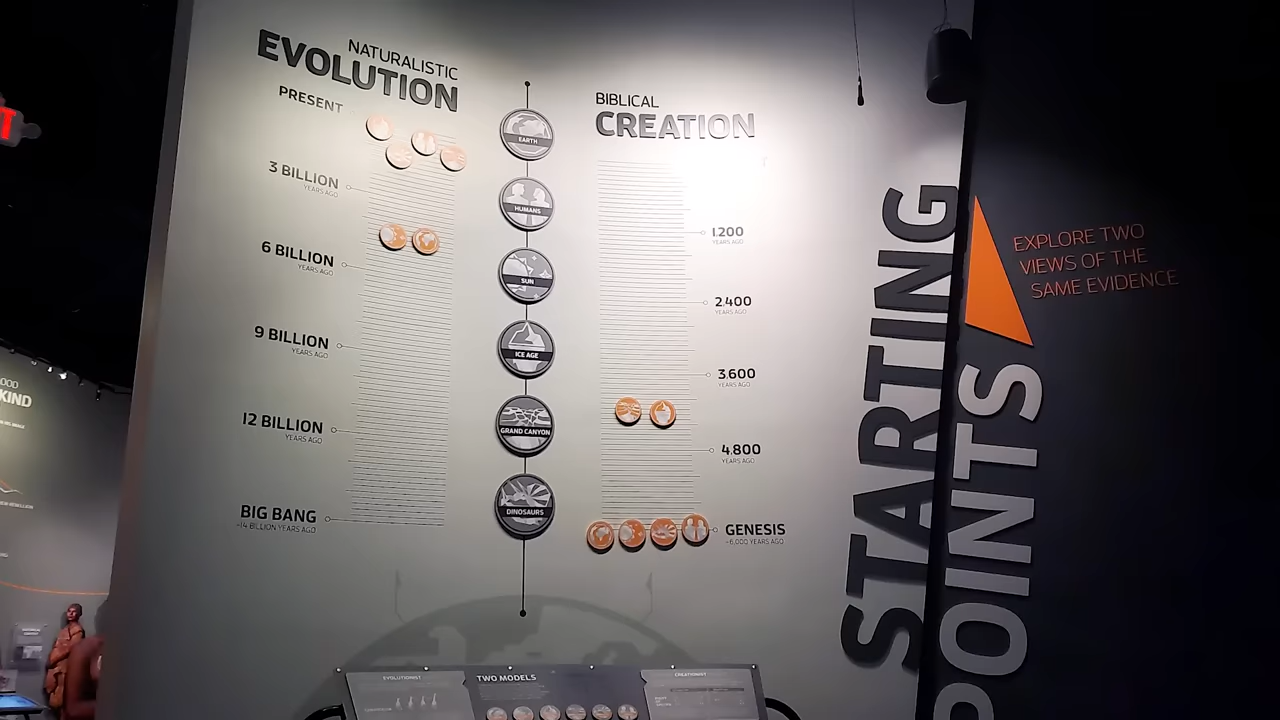 NATURALISTIC
EVOLUTION
PRESENT
3 BILLION
YEARS AGO
6 BILLION
YEARS AGO
9 BILLION
YEARS AGO
12 BILLION
YEARS AGO
BIG BANG
~14 BILLION YEARS AGO
EARTH
HUMANS
SUN
ICE AGE
GRAND CANYON
DINOSAURS
BIBLICAL
CREATION
1,200
YEARS AGO
2,400
YEARS AGO
3,600
YEARS AGO
4,800
YEARS AGO
GENESIS
~6,000 YEARS AGO
STARTING
POINTS
EXPLORE TWO
VIEWS OF THE
SAME EVIDENCE
EVOLUTIONIST
TWO MODELS
CREATIONIST
KIND
T